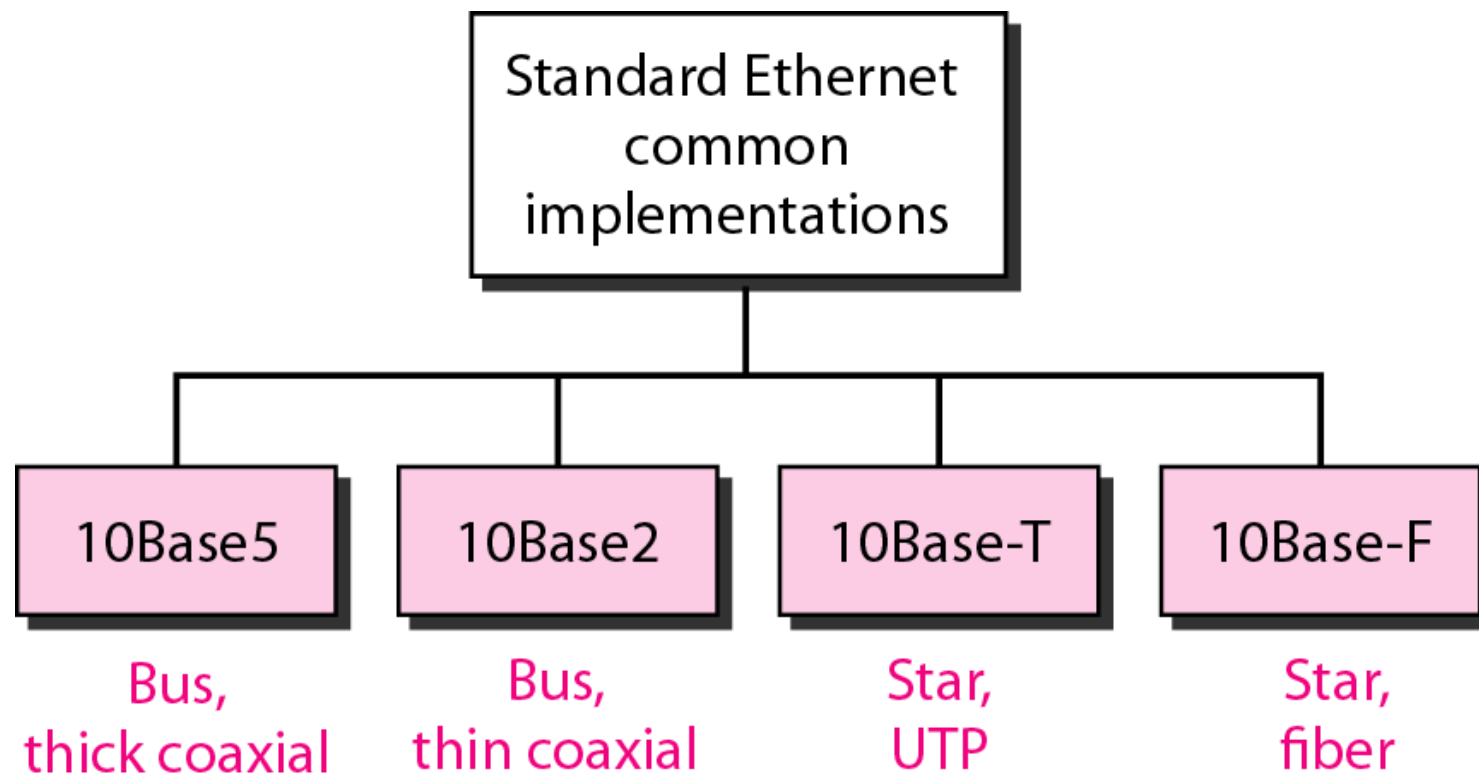 Standard Ethernet
common
implementations
10Base5
10Base2
10Base-T
10Base-F
Bus,
thick coaxial
Bus,
thin coaxial
Star,
UTP
Star,
fiber